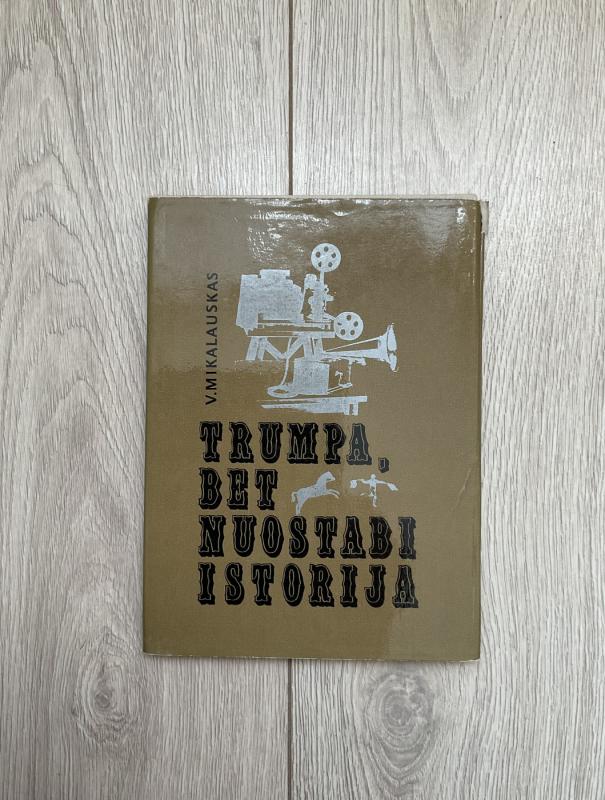 V. MIKALAUSKAS
TRUMPA,
BET
NUOSTABI
ISTORIJA